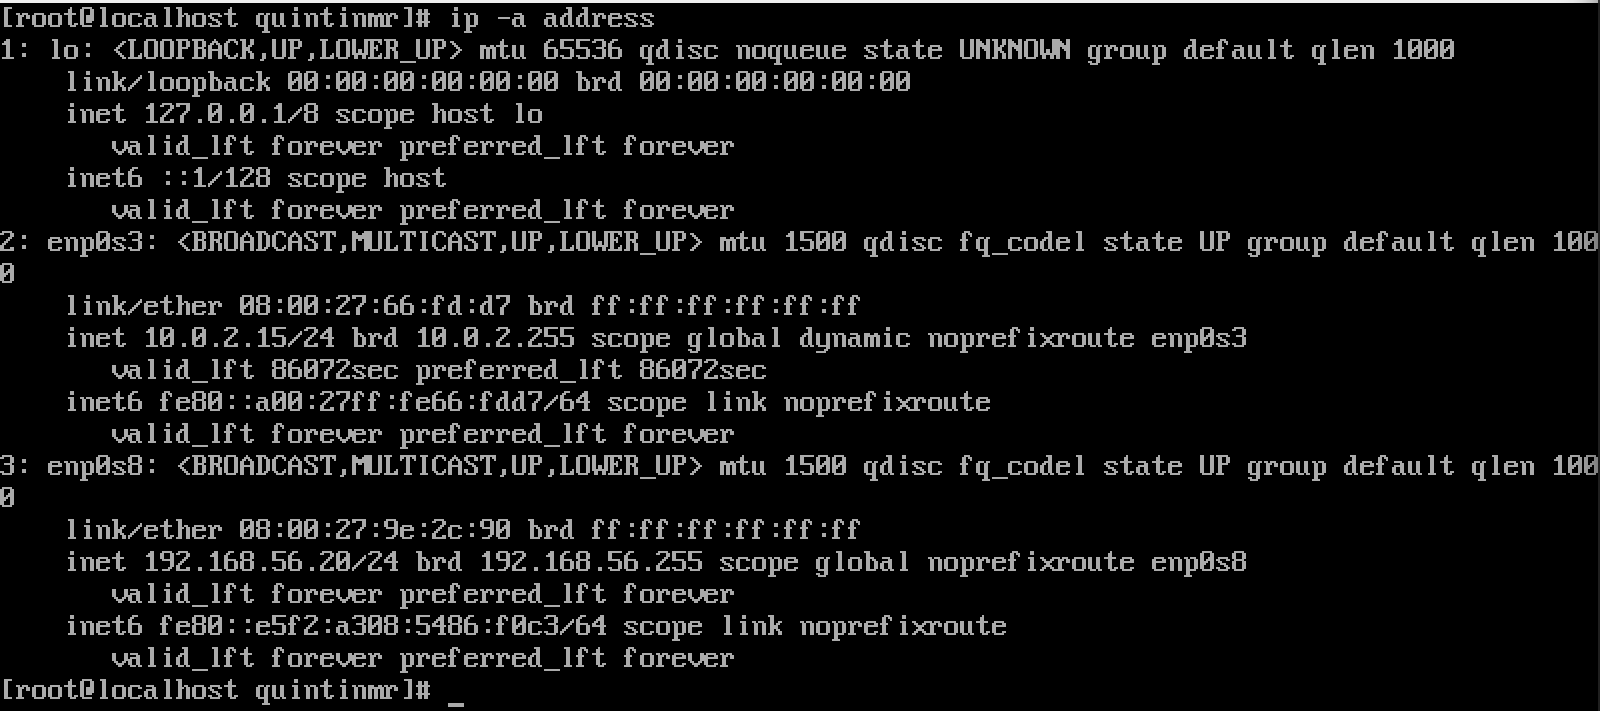 [root@localhost quintinmr]# ip -a address
1: lo: <LOOPBACK,UP,LOWER_UP> mtu 65536 qdisc noqueue state UNKNOWN group default qlen 1000
    link/loopback 00:00:00:00:00:00 brd 00:00:00:00:00:00
    inet 127.0.0.1/8 scope host lo
       valid_lft forever preferred_lft forever
    inet6 ::1/128 scope host
       valid_lft forever preferred_lft forever
2: enp0s3: <BROADCAST,MULTICAST,UP,LOWER_UP> mtu 1500 qdisc fq_codel state UP group default qlen 100
0
    link/ether 08:00:27:66:fd:d7 brd ff:ff:ff:ff:ff:ff
    inet 10.0.2.15/24 brd 10.0.2.255 scope global dynamic noprefixroute enp0s3
       valid_lft 86072sec preferred_lft 86072sec
    inet6 fe80::a00:27ff:fe66:fdd7/64 scope link noprefixroute
       valid_lft forever preferred_lft forever
3: enp0s8: <BROADCAST,MULTICAST,UP,LOWER_UP> mtu 1500 qdisc fq_codel state UP group default qlen 100
0
    link/ether 08:00:27:9e:2c:90 brd ff:ff:ff:ff:ff:ff
    inet 192.168.56.20/24 brd 192.168.56.255 scope global noprefixroute enp0s8
       valid_lft forever preferred_lft forever
    inet6 fe80::e5f2:a308:5486:f0c3/64 scope link noprefixroute
       valid_lft forever preferred_lft forever
[root@localhost quintinmr]# _